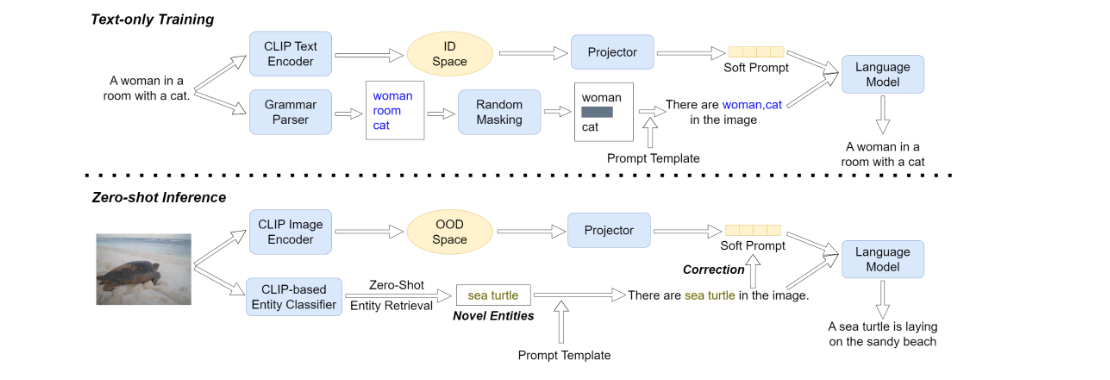 Text-only Training
A woman in a
room with a cat.
CLIP Text
Encoder
ID
Space
Projector
Soft Prompt
Language
Model
Grammar
Parser
woman
room
cat
Random
Masking
woman
cat
There are woman,cat
in the image
Prompt Template
A woman in a
room with a cat
Zero-shot Inference
CLIP Image
Encoder
OOD
Space
Projector
Soft Prompt
Language
Model
Correction
CLIP-based
Entity Classifier
Zero-Shot
Entity Retrieval
sea turtle
Novel Entities
There are sea turtle in the image.
Prompt Template
A sea turtle is laying
on the sandy beach